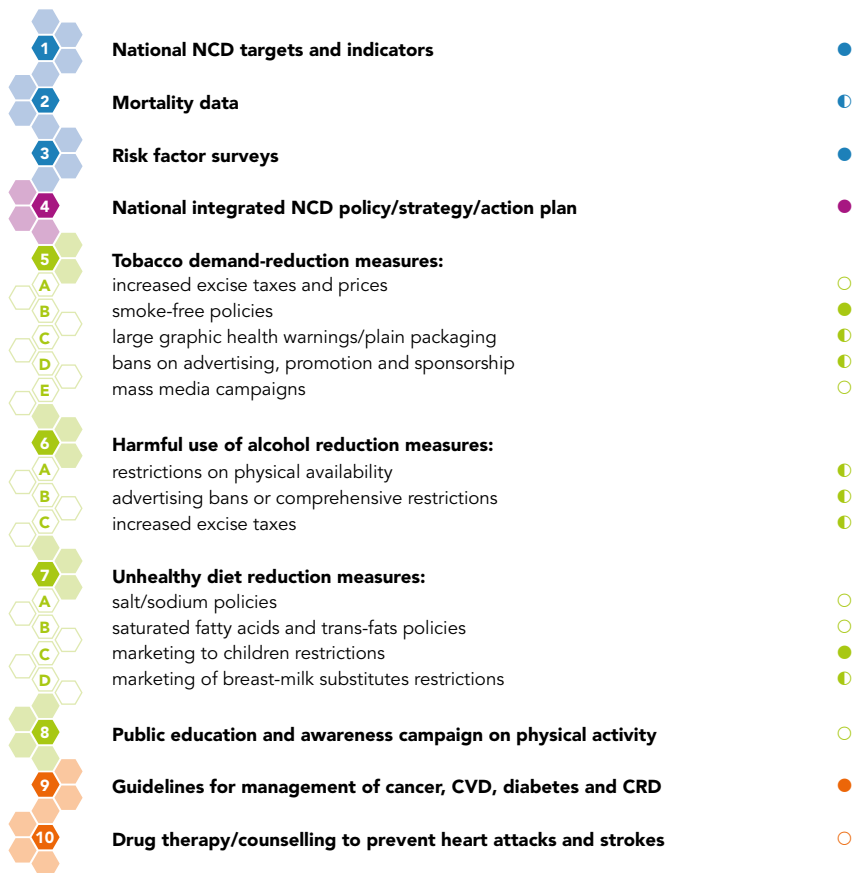 1 National NCD targets and indicators
2 Mortality data
3 Risk factor surveys
4 National integrated NCD policy/strategy/action plan
5 Tobacco demand-reduction measures:
A increased excise taxes and prices
B smoke-free policies
C large graphic health warnings/plain packaging
D bans on advertising, promotion and sponsorship
E mass media campaigns
6 Harmful use of alcohol reduction measures:
A restrictions on physical availability
B advertising bans or comprehensive restrictions
C increased excise taxes
7 Unhealthy diet reduction measures:
A salt/sodium policies
B saturated fatty acids and trans-fats policies
C marketing to children restrictions
D marketing of breast-milk substitutes restrictions
8 Public education and awareness campaign on physical activity
9 Guidelines for management of cancer, CVD, diabetes and CRD
10 Drug therapy/counselling to prevent heart attacks and strokes